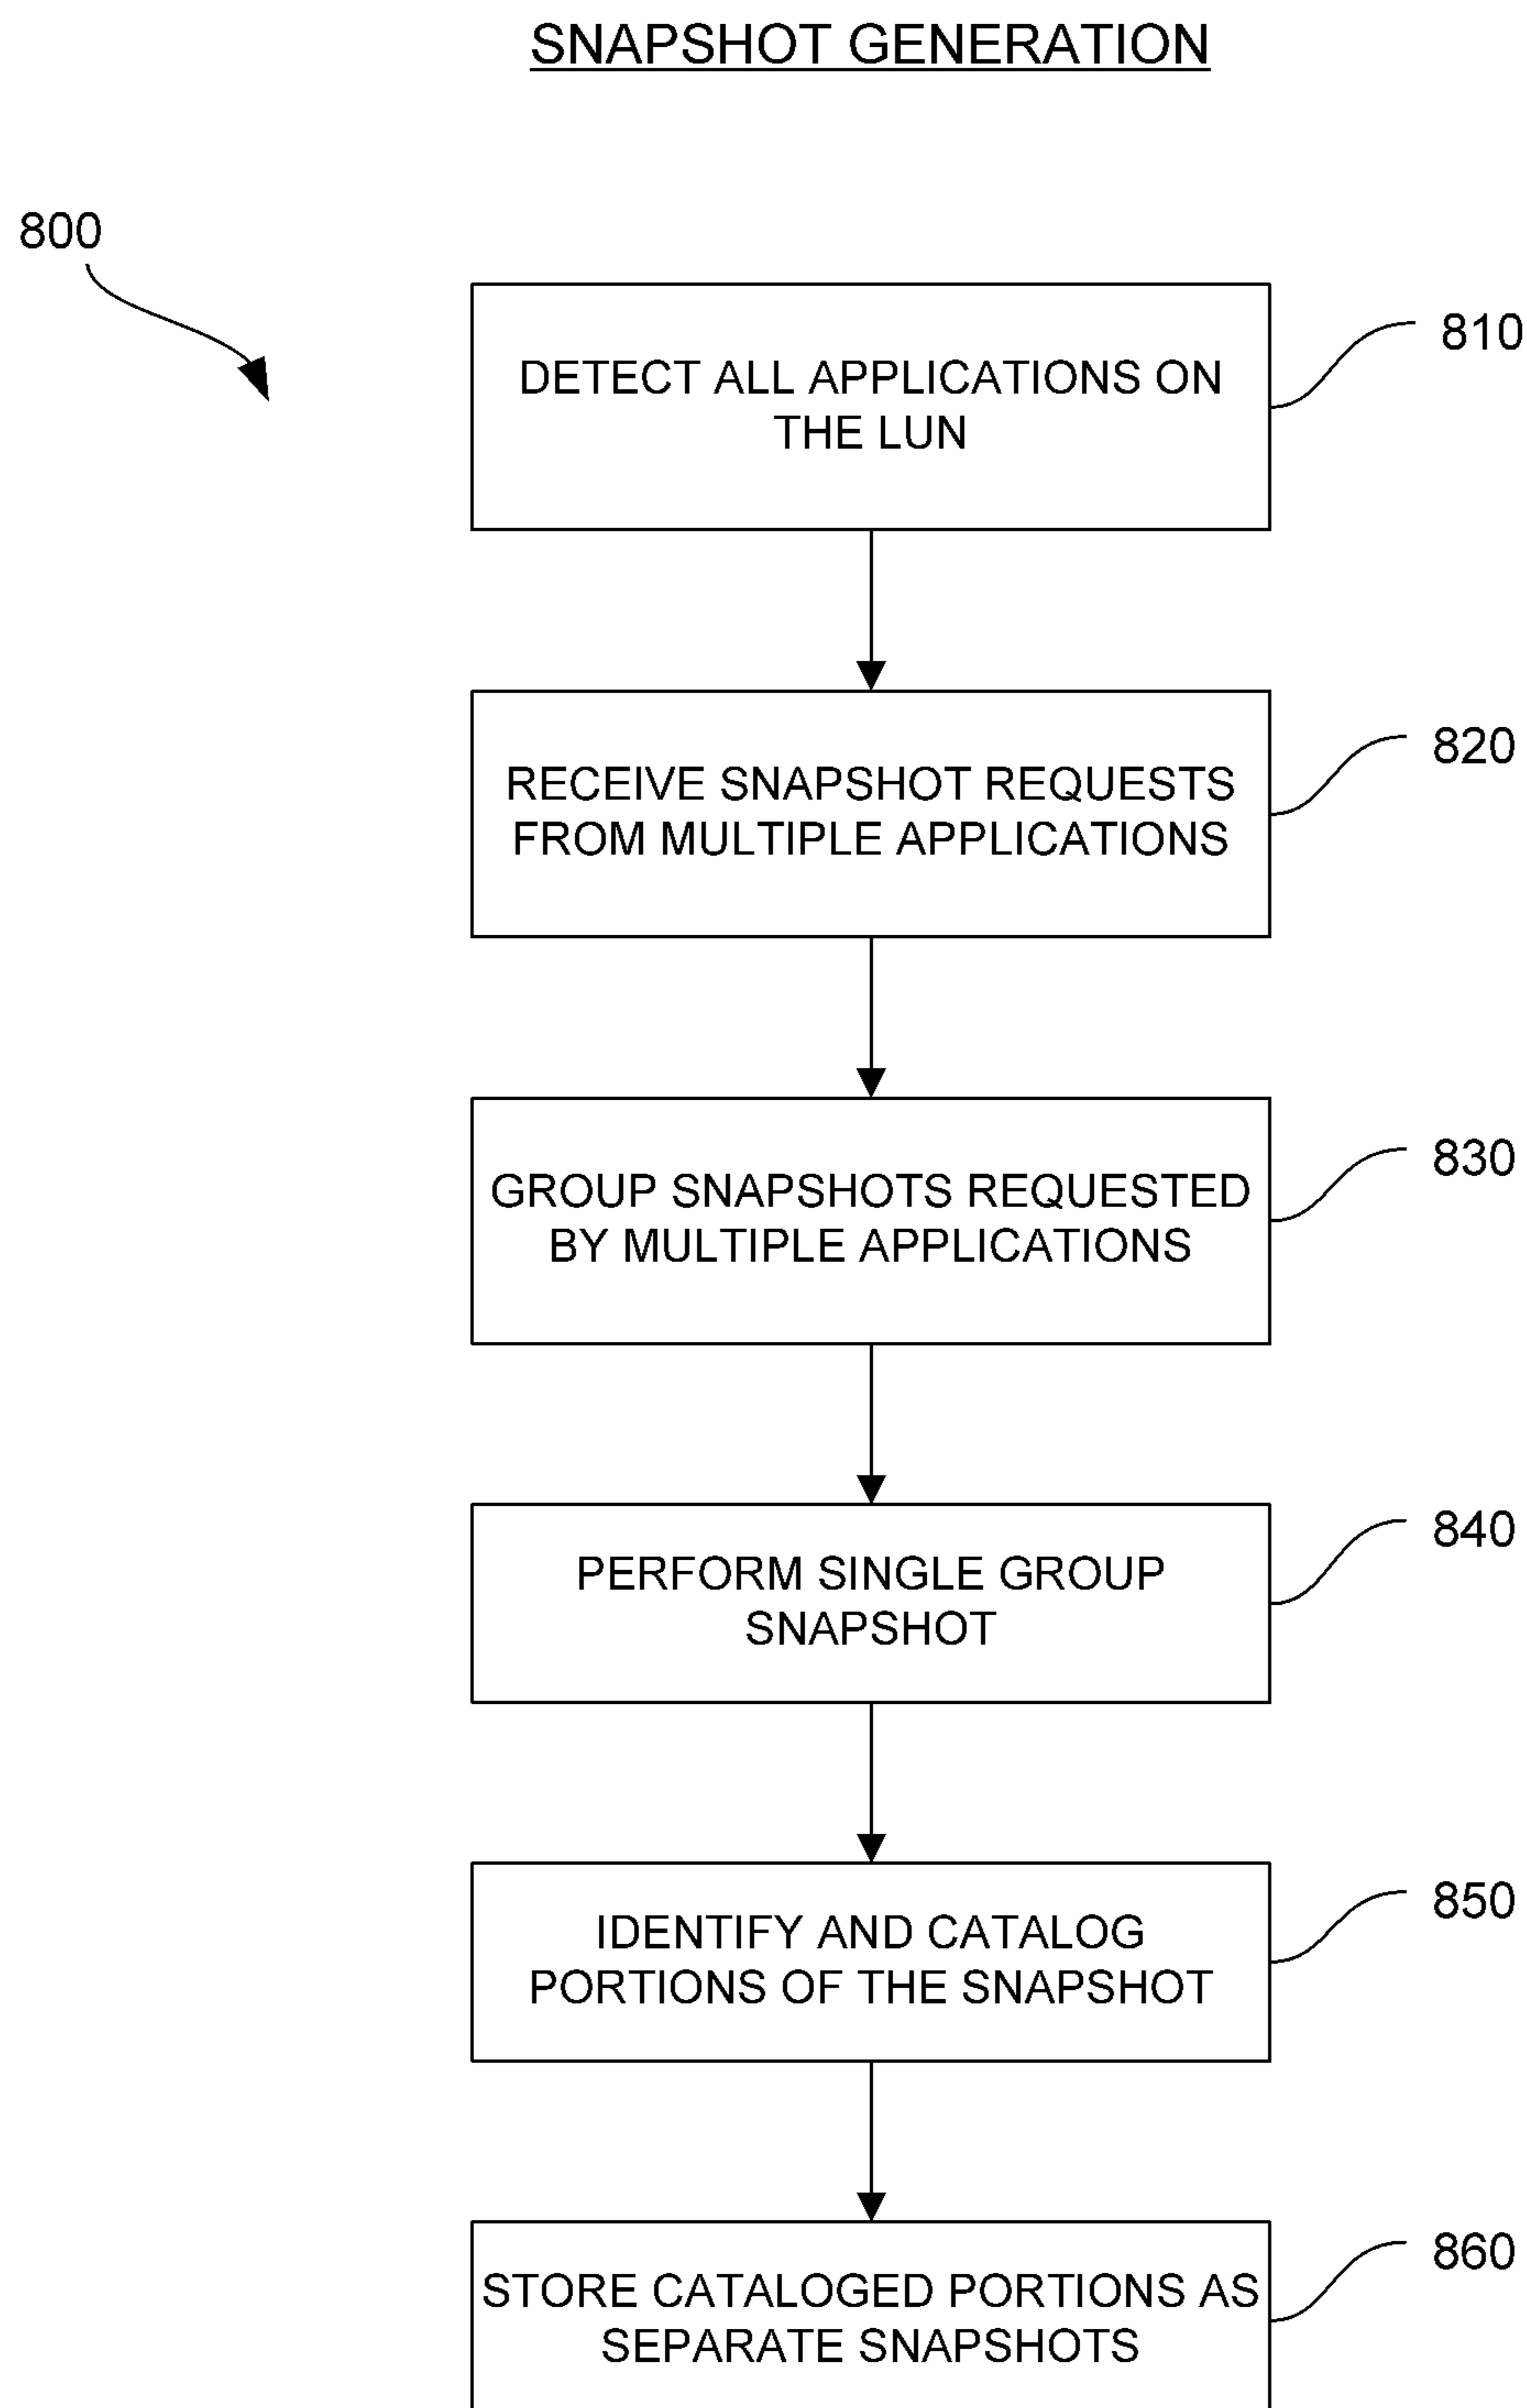 SNAPSHOT GENERATION
800
DETECT ALL APPLICATIONS ON
THE LUN
810
RECEIVE SNAPSHOT REQUESTS
FROM MULTIPLE APPLICATIONS
820
GROUP SNAPSHOTS REQUESTED
BY MULTIPLE APPLICATIONS
830
PERFORM SINGLE GROUP
SNAPSHOT
840
IDENTIFY AND CATALOG
PORTIONS OF THE SNAPSHOT
850
STORE CATALOGED PORTIONS AS
SEPARATE SNAPSHOTS
860